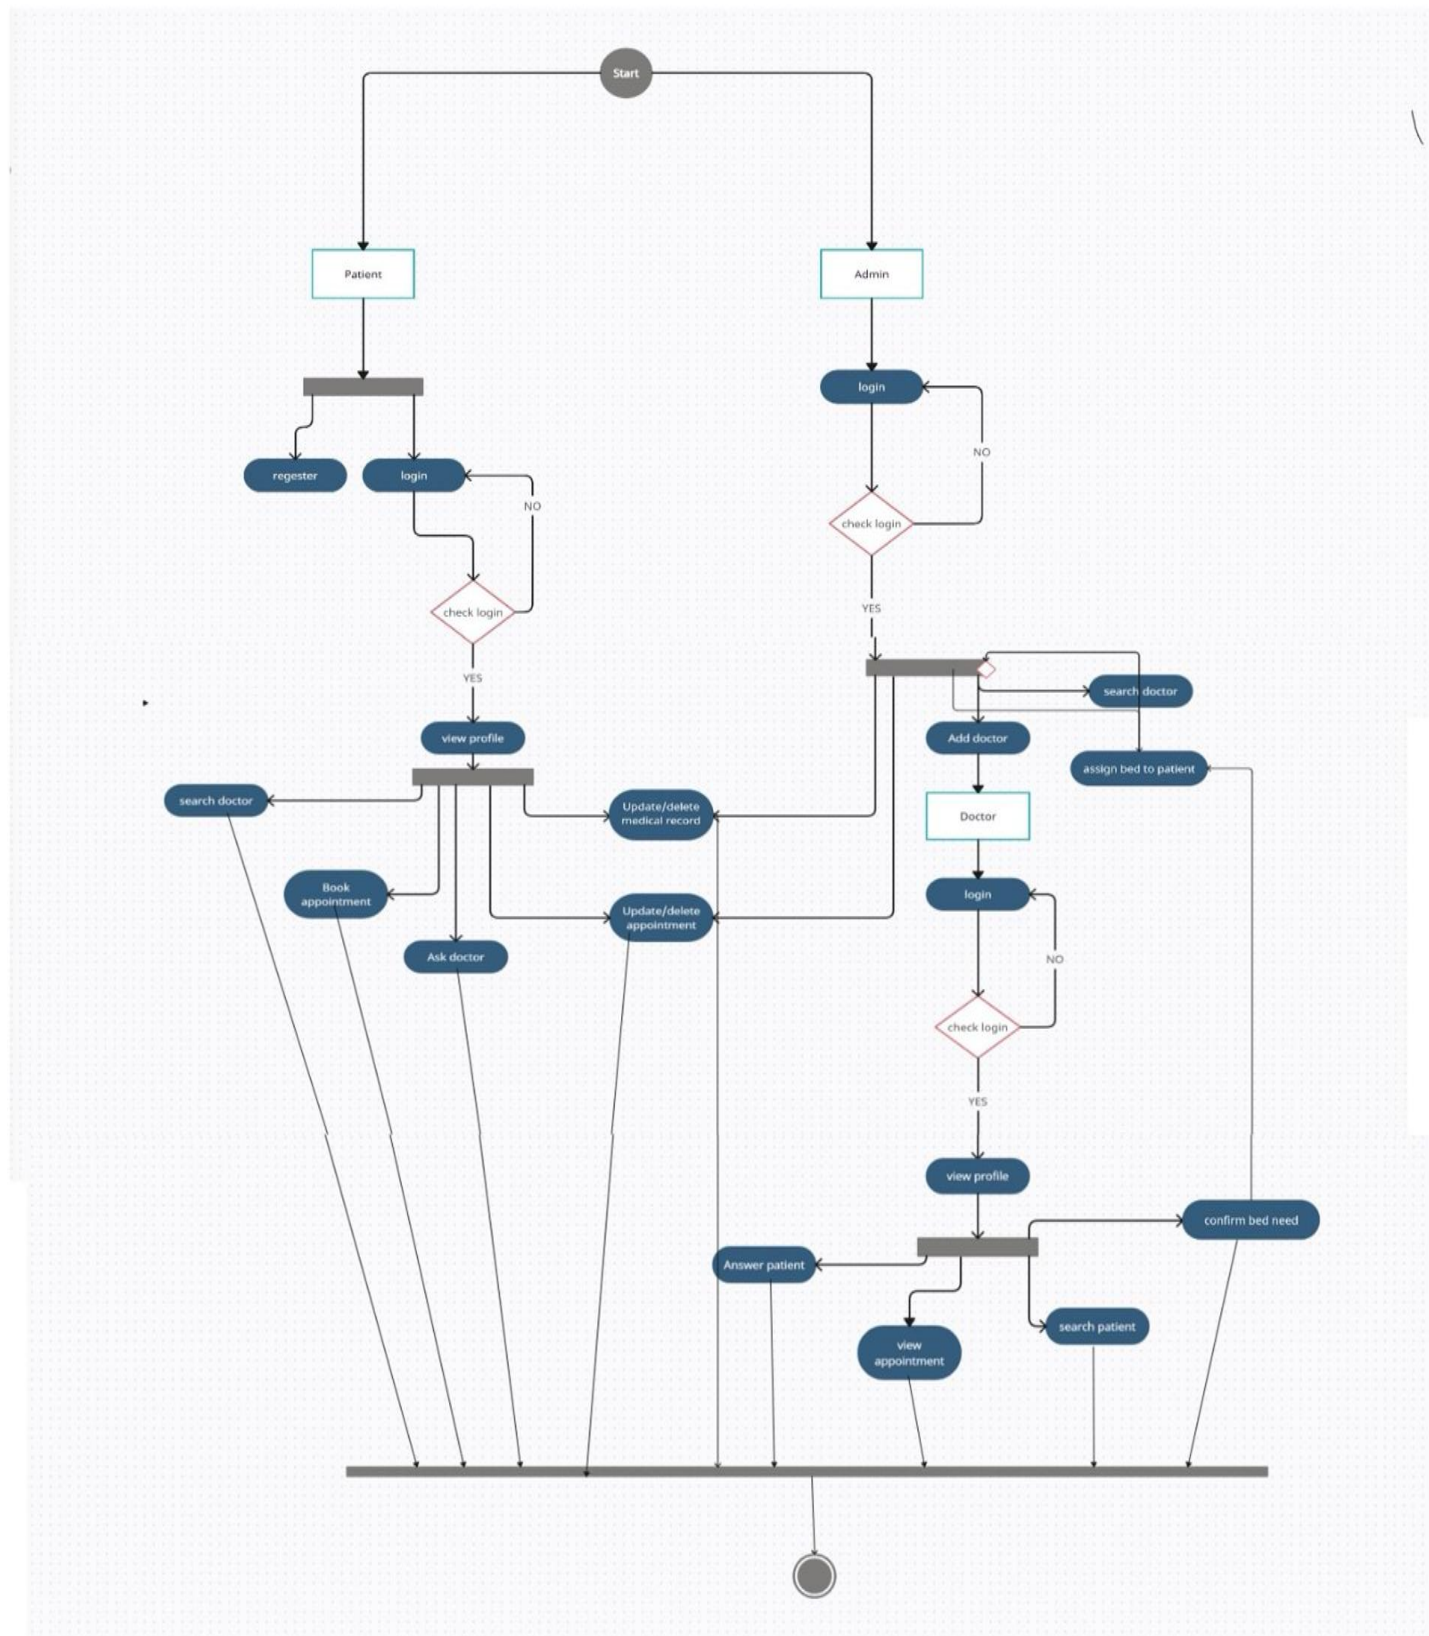 Start
Patient
Admin
login
NO
regester
login
NO
check login
check login
YES
YES
search doctor
view profile
Add doctor
assign bed to patient
search doctor
Update/delete
medical record
Doctor
Book
appointment
Update/delete
appointment
login
Ask doctor
NO
check login
YES
view profile
confirm bed need
Answer patient
search patient
view
appointment